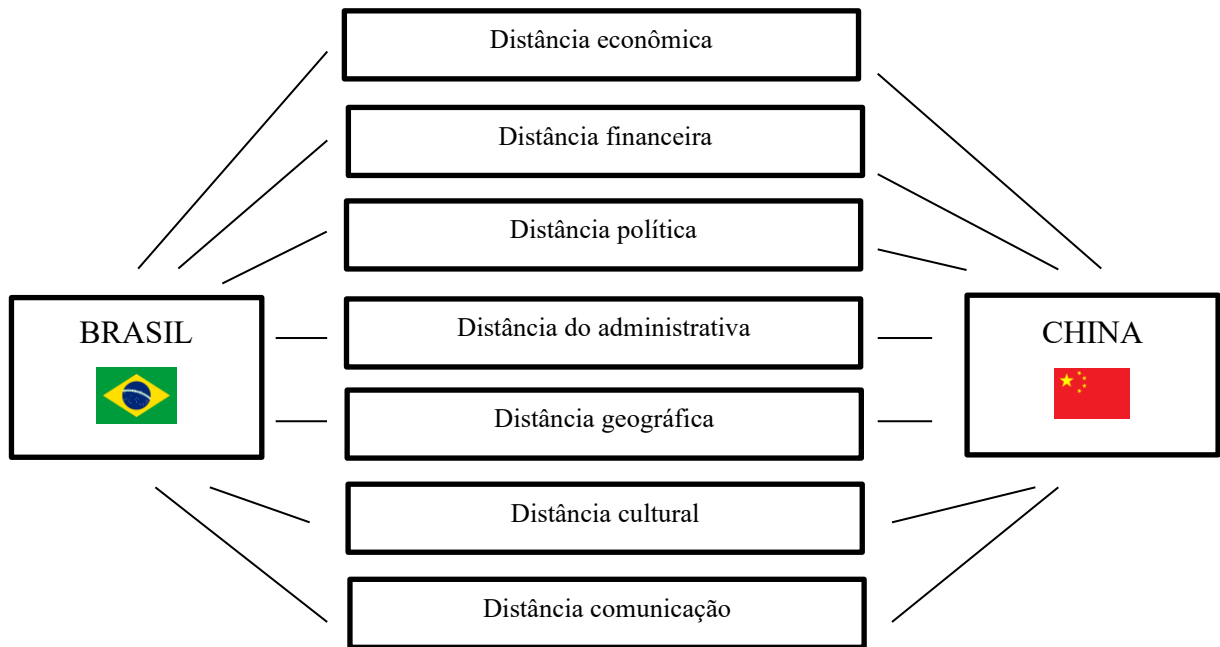 Distância econômica
Distância financeira
Distância política
BRASIL
Distância do administrativa
CHINA
Distância geográfica
Distância cultural
Distância comunicação